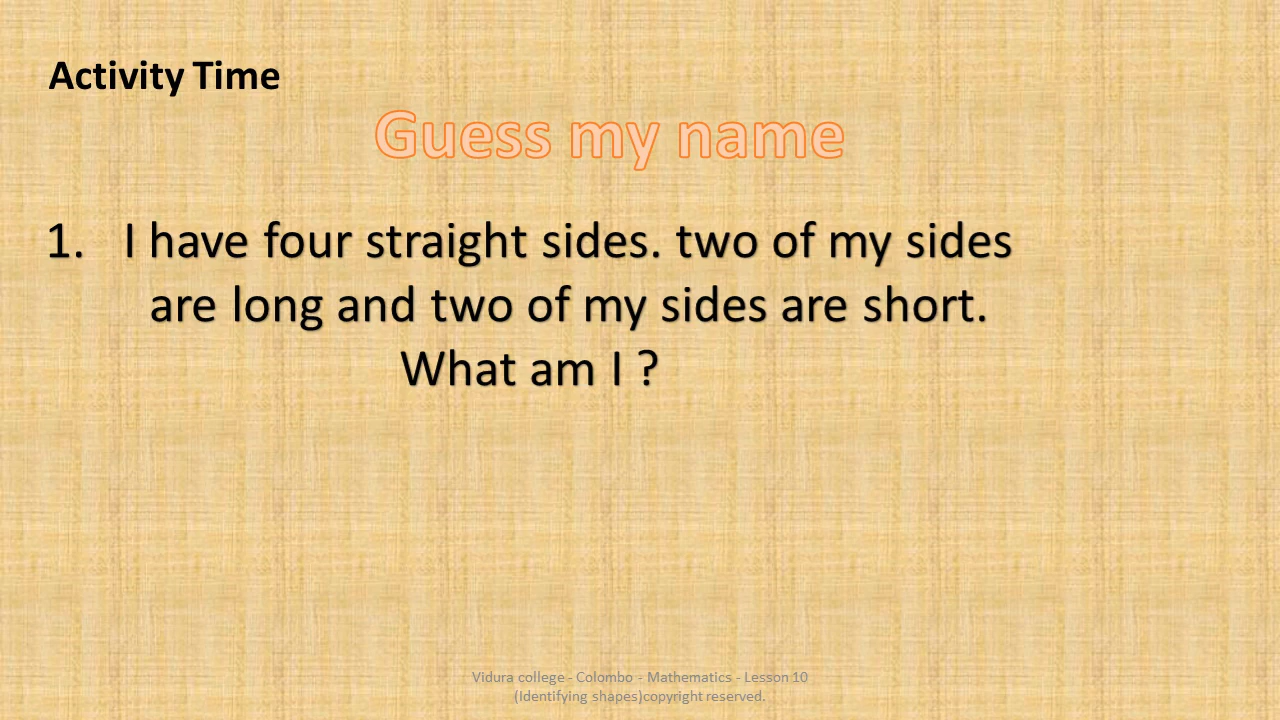 Activity Time
Guess my name
1. I have four straight sides. two of my sides
are long and two of my sides are short.
What am I ?
Vidura college - Colombo - Mathematics - Lesson 10
(Identifying shapes)copyright reserved.